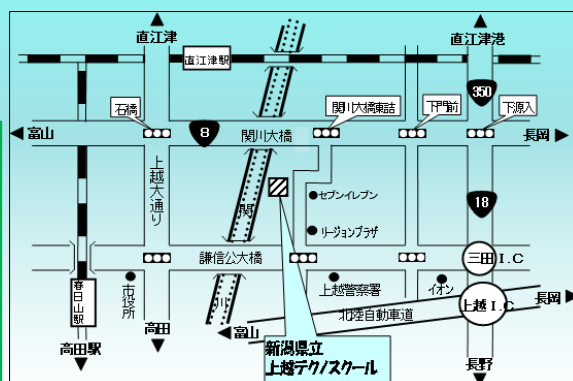 直江津
直江津港
直江津駅
350
石橋
関川大橋東詰
下門前
下源入
富山
8
関川大橋
長岡
上越大通り
セブンイレブン
18
関
リージョンプラザ
謙信公大橋
三田I.C
市役所
上越警察署
イオン
春日山駅
川
北陸自動車道
上越I.C
長岡
高田
富山
高田駅
新潟県立
上越テクノスクール
長野